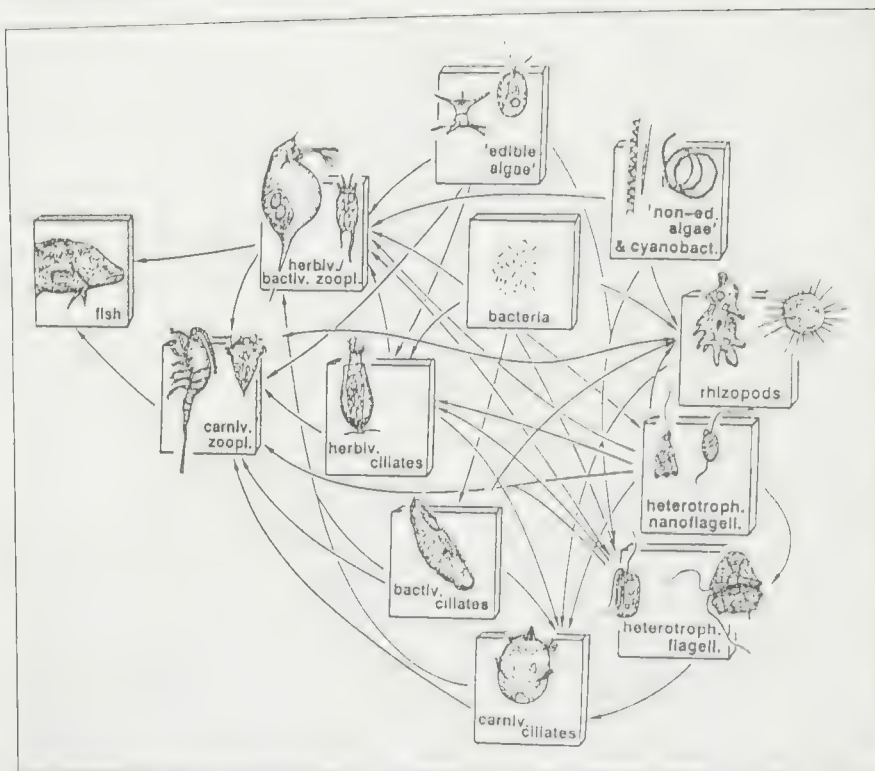 'edible
algae'
'non-ed.
algae'
& cyanobact.
herbiv./
bactiv. zoopl.
fish
bacteria
rhizopods
carniv.
zoopl.
herbiv.
ciliates
heterotroph.
nanoflagell.
bactiv.
ciliates
heterotroph.
flagell.
carniv.
ciliates